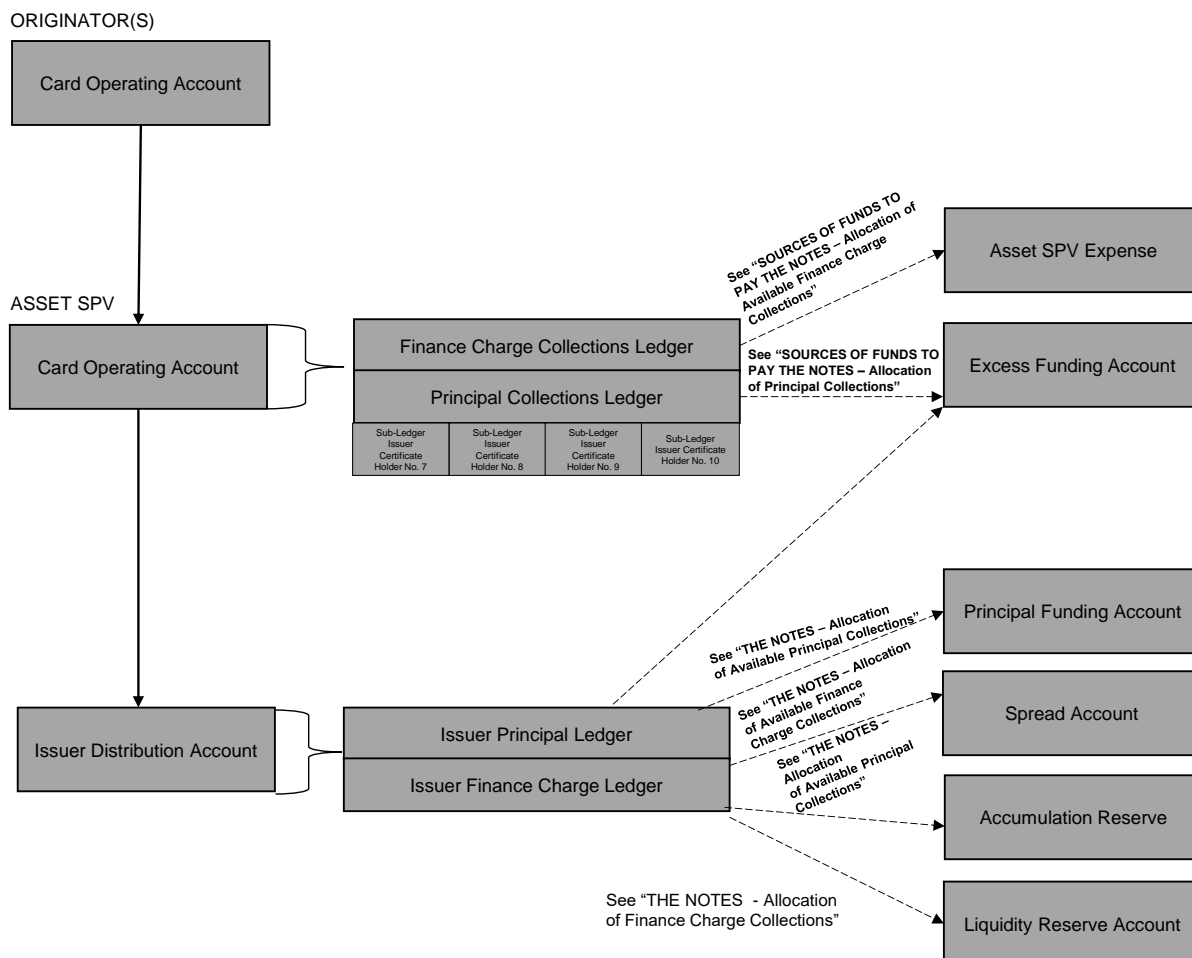 ORIGINATOR(S)
Card Operating Account
ASSET SPV
Card Operating Account
Finance Charge Collections Ledger
Principal Collections Ledger
Sub-Ledger
Issuer
Certificate
Holder No. 7
Sub-Ledger
Issuer
Certificate
Holder No. 8
Sub-Ledger
Issuer
Certificate
Holder No. 9
Sub-Ledger
Issuer Certificate
Holder No. 10
See “SOURCES OF FUNDS TO
PAY THE NOTES – Allocation of
Available Finance Charge
Collections”
Asset SPV Expense
See “SOURCES OF FUNDS TO
PAY THE NOTES – Allocation
of Principal Collections”
Excess Funding Account
Issuer Distribution Account
Issuer Principal Ledger
Issuer Finance Charge Ledger
See “THE NOTES – Allocation
of Available Principal Collections”
Principal Funding Account
See “THE NOTES – Allocation
of Available Finance
Charge Collections”
Spread Account
See “THE NOTES –
Allocation
of Available Principal
Collections”
Accumulation Reserve
See “THE NOTES - Allocation
of Finance Charge Collections”
Liquidity Reserve Account